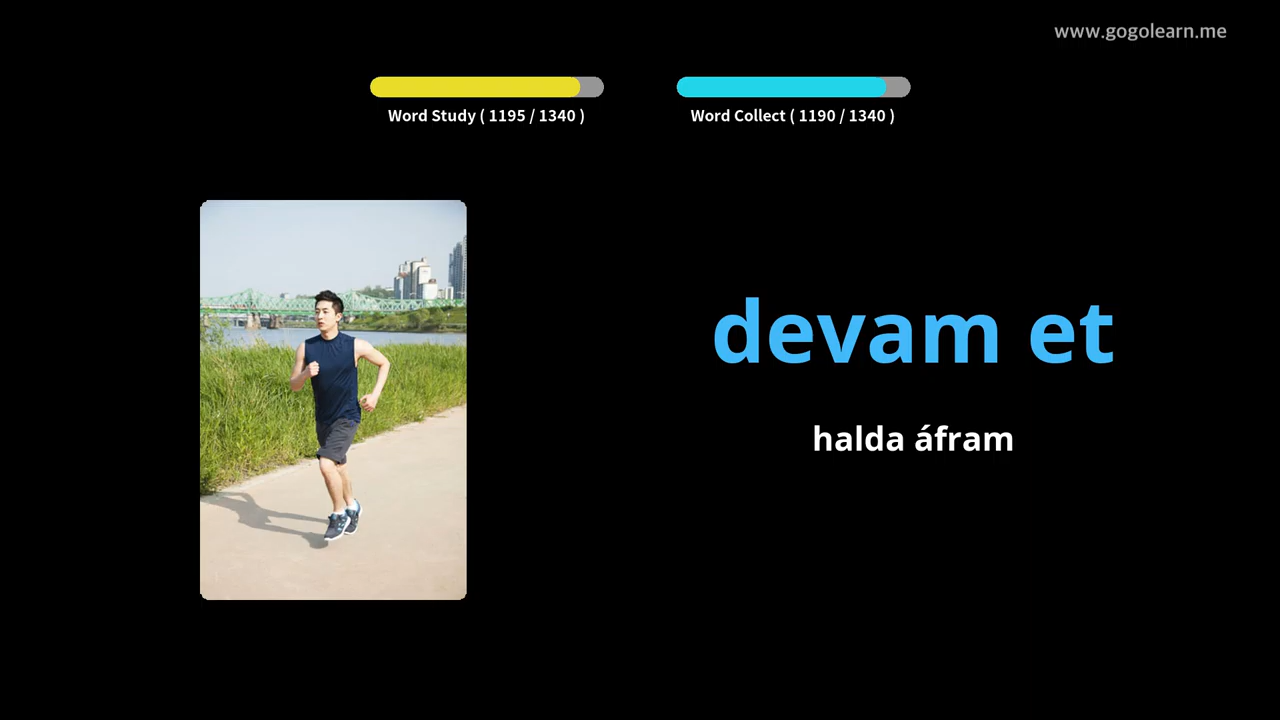 www.gogolearn.me
Word Study ( 1195 / 1340 )
Word Collect ( 1190 / 1340 )
devam et
halda áfram